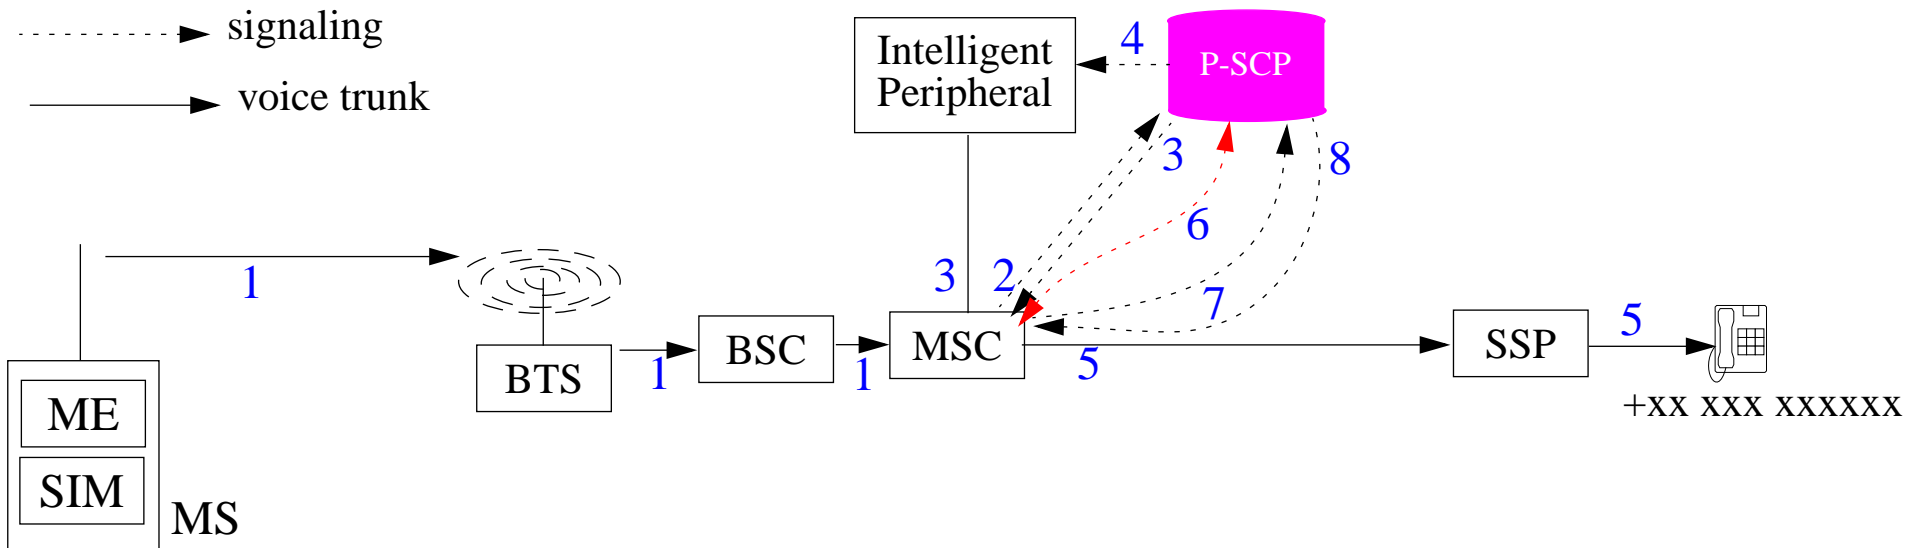 signaling
voice trunk
Intelligent
Peripheral
4
P-SCP
3
8
6
1
3
2
7
5
BTS
1
BSC
1
MSC
5
SSP
+xx xxx xxxxxx
ME
SIM
MS